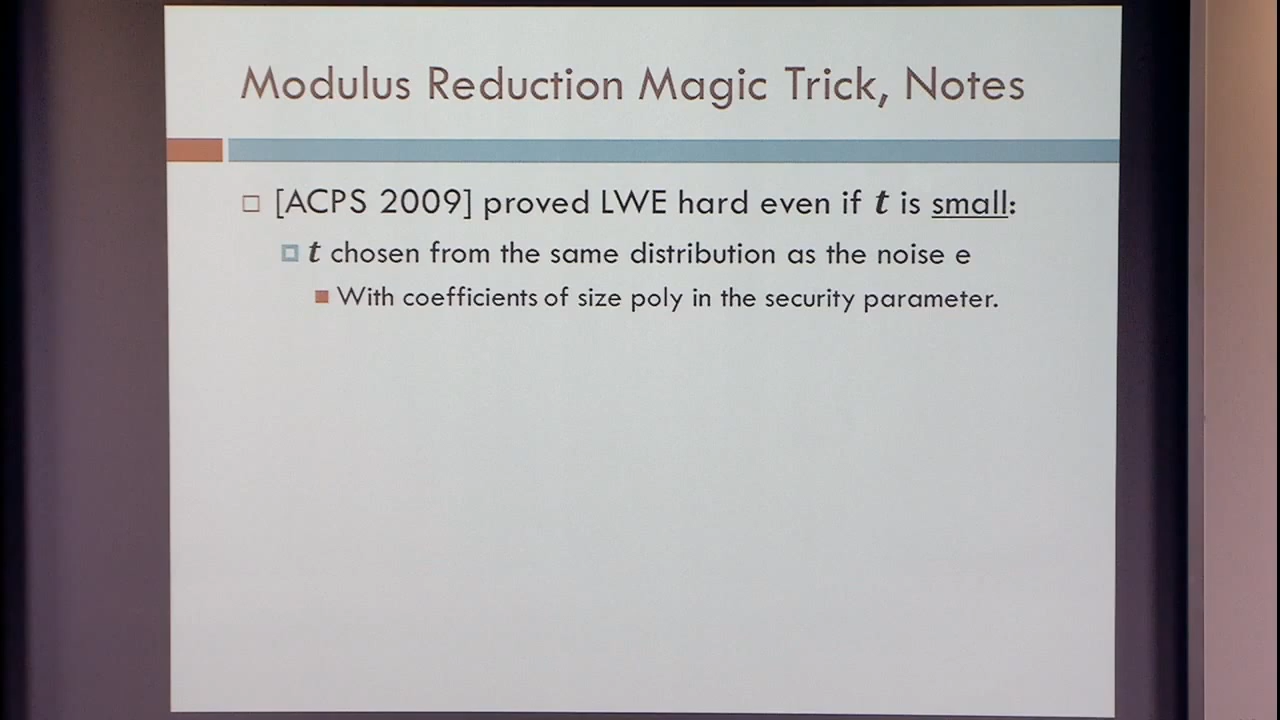 Modulus Reduction Magic Trick, Notes
[ACPS 2009] proved LWE hard even if t is small:
t chosen from the same distribution as the noise e
With coefficients of size poly in the security parameter.